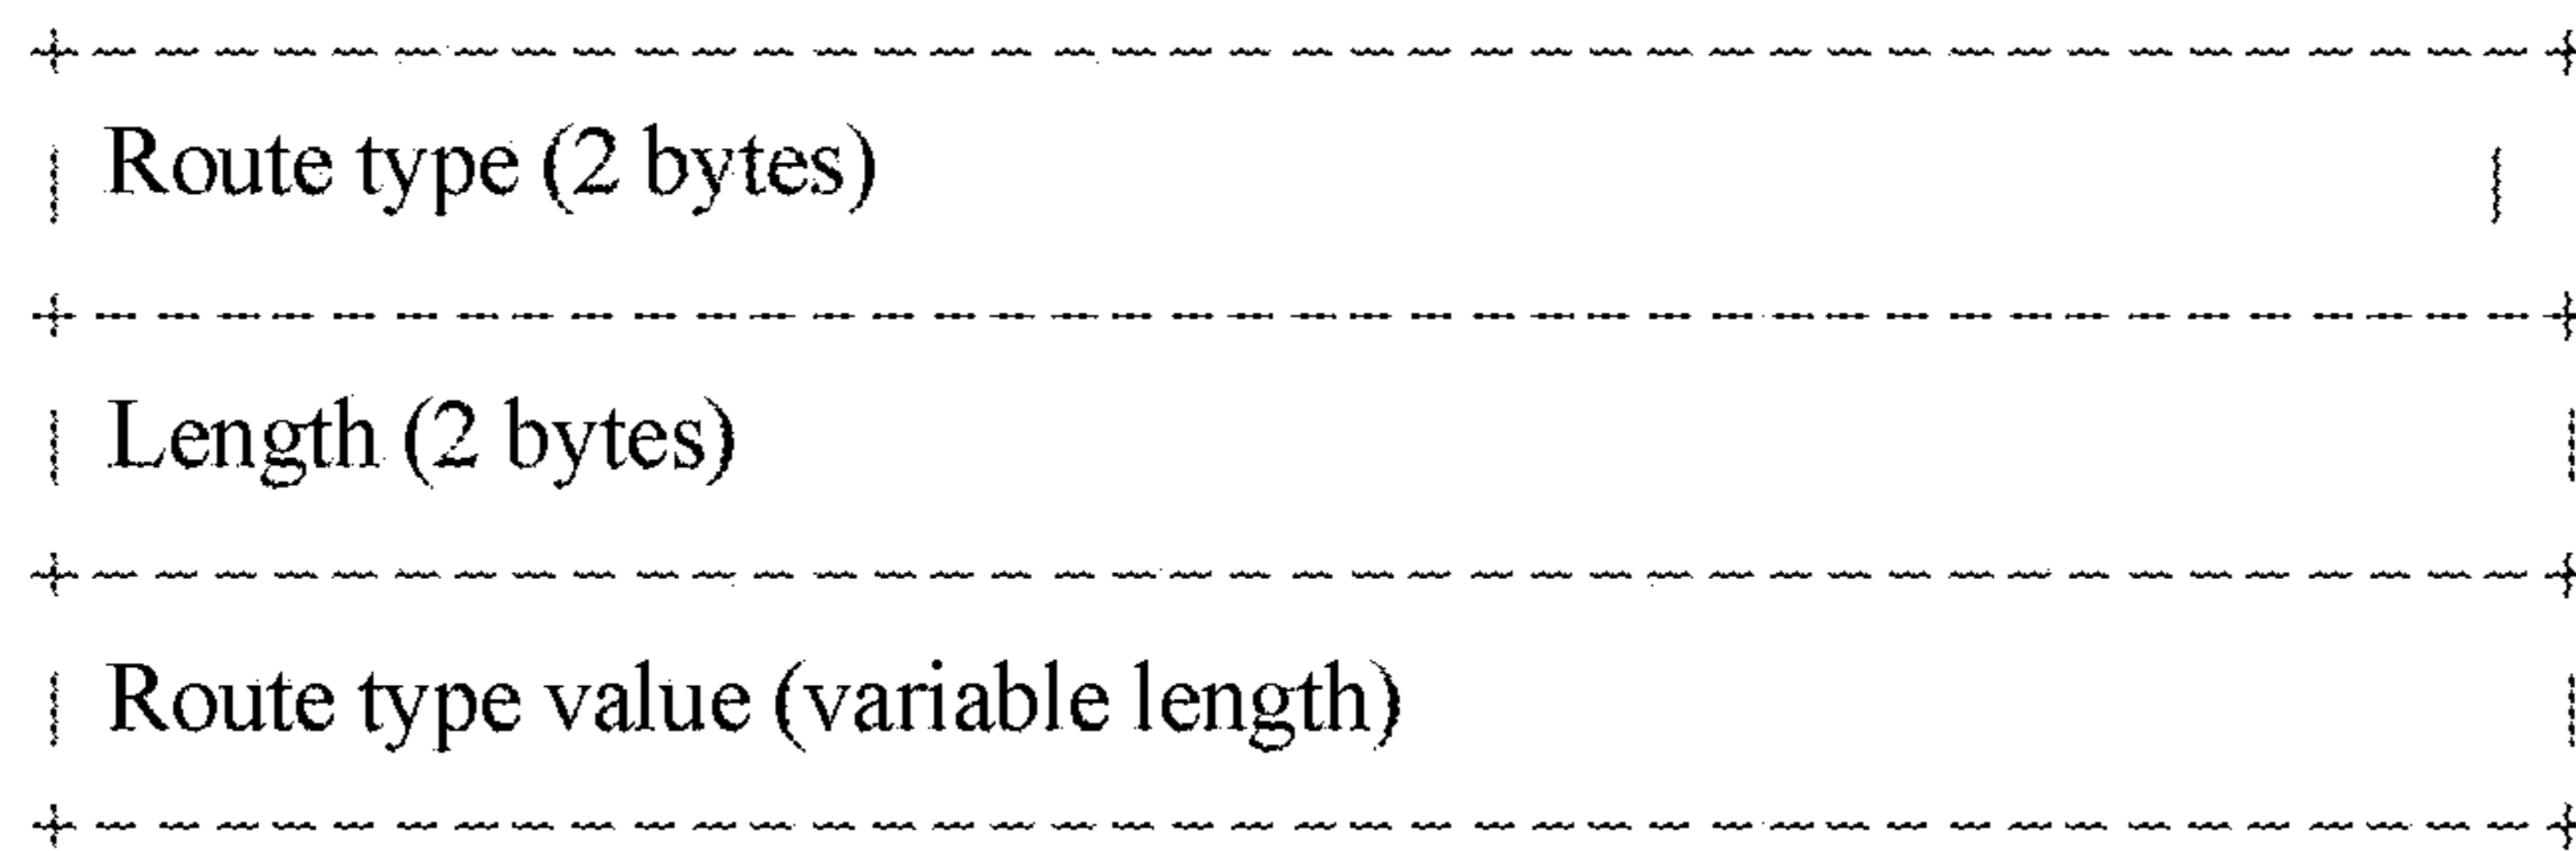 Route type (2 bytes)
Length (2 bytes)
Route type value (variable length)